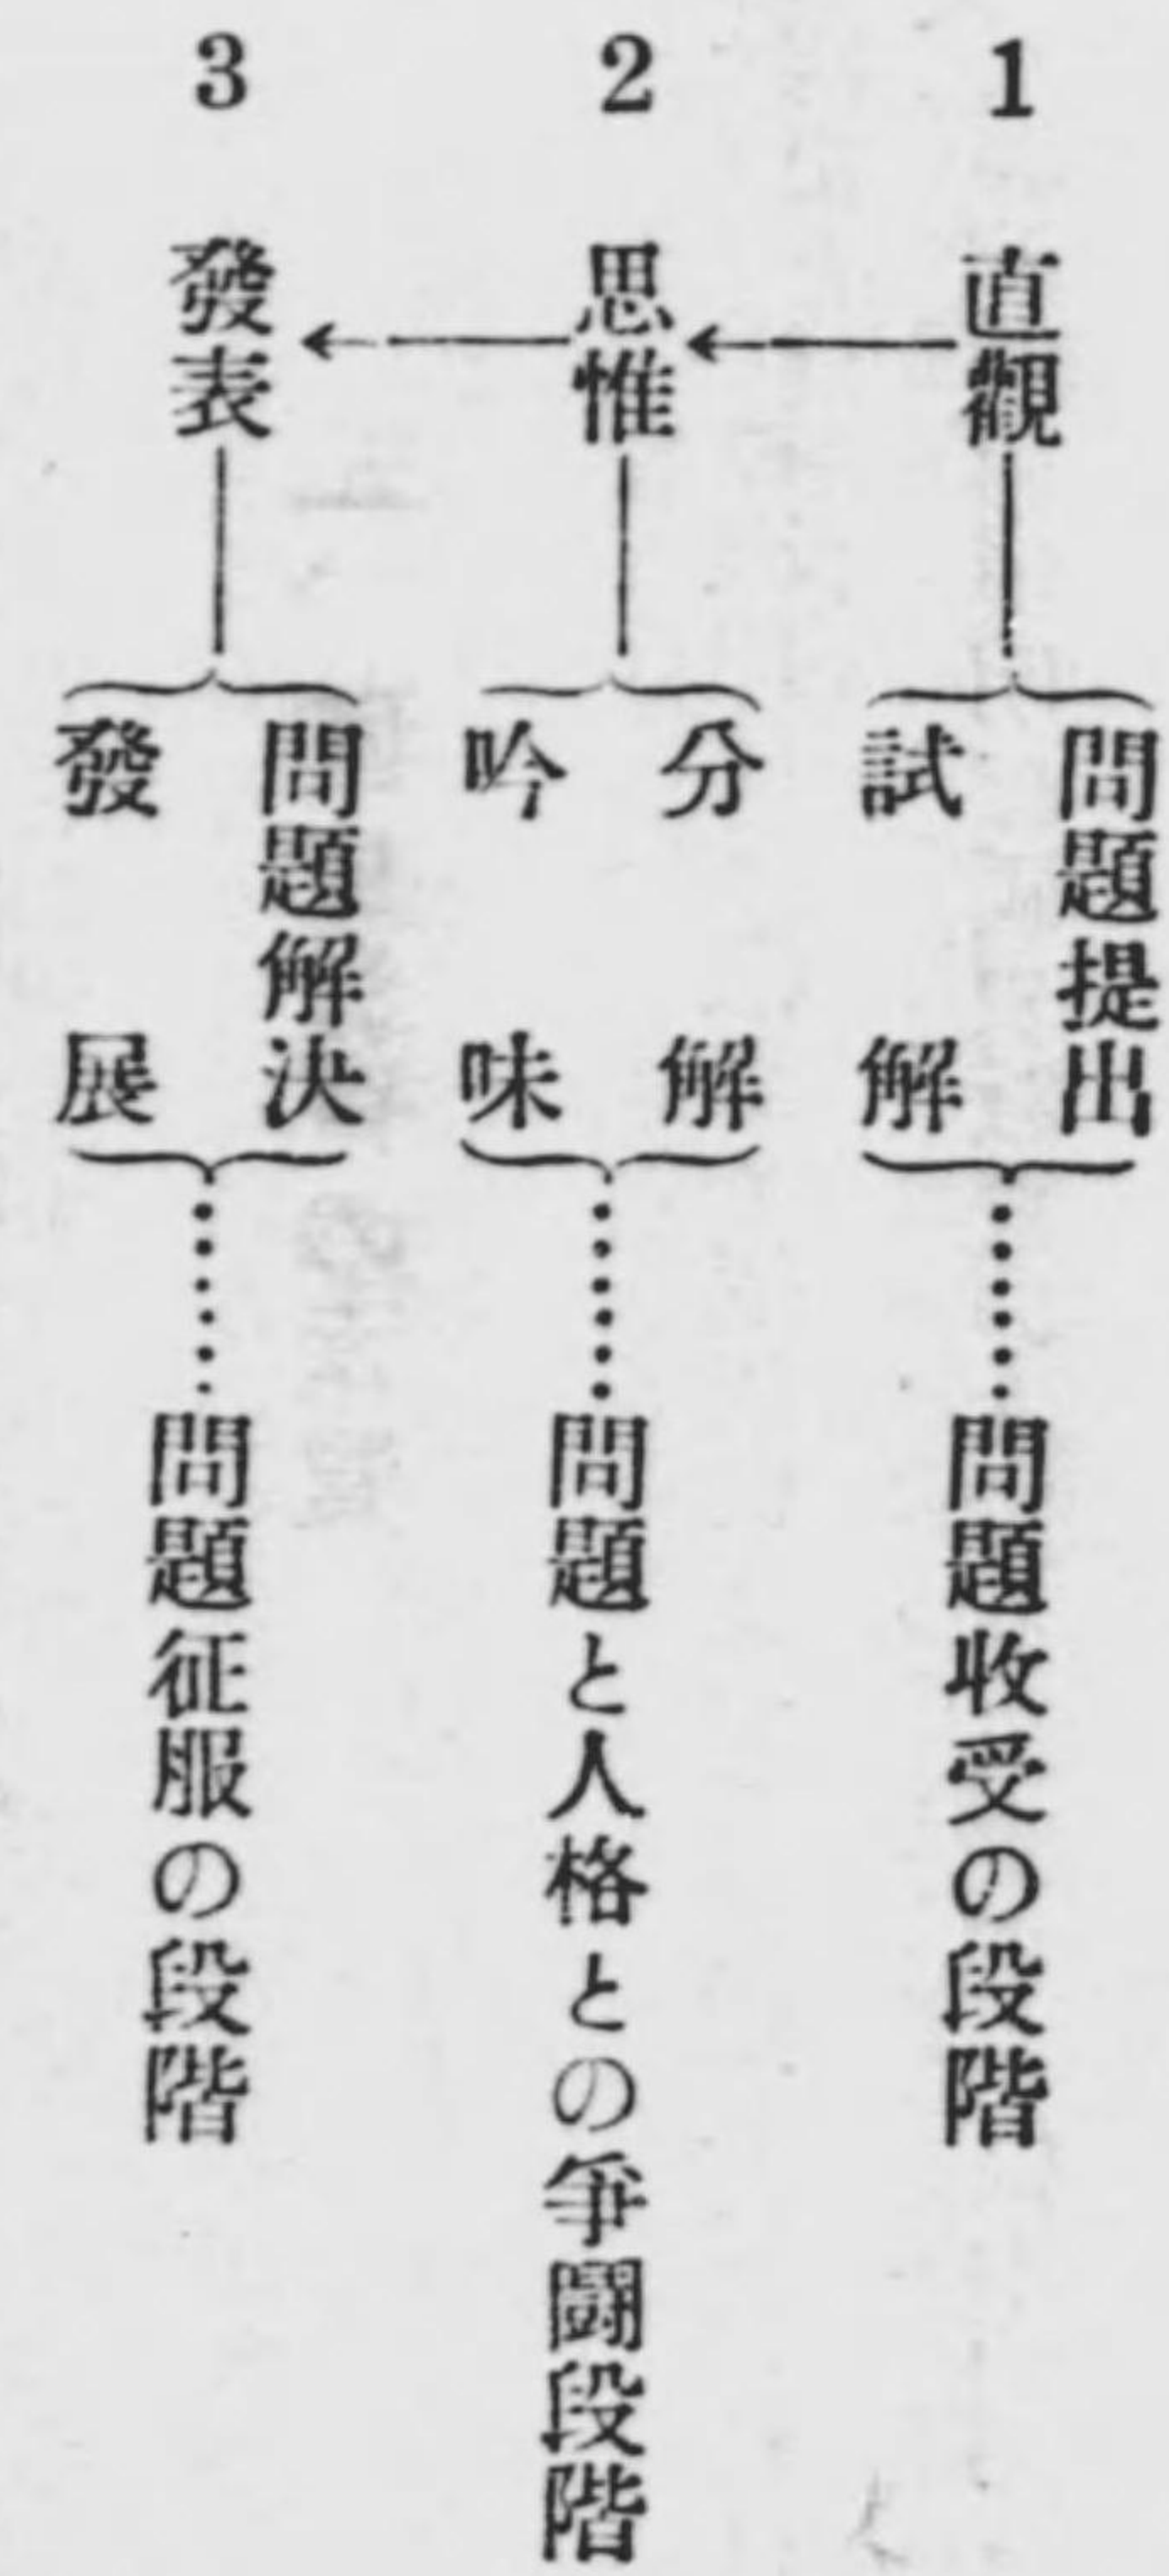 1
直觀
問題提出
試解
問題收受の段階
2
思惟
分解
吟味
問題と人格との爭闘段階
3
發表
問題解決
發展
問題征服の段階